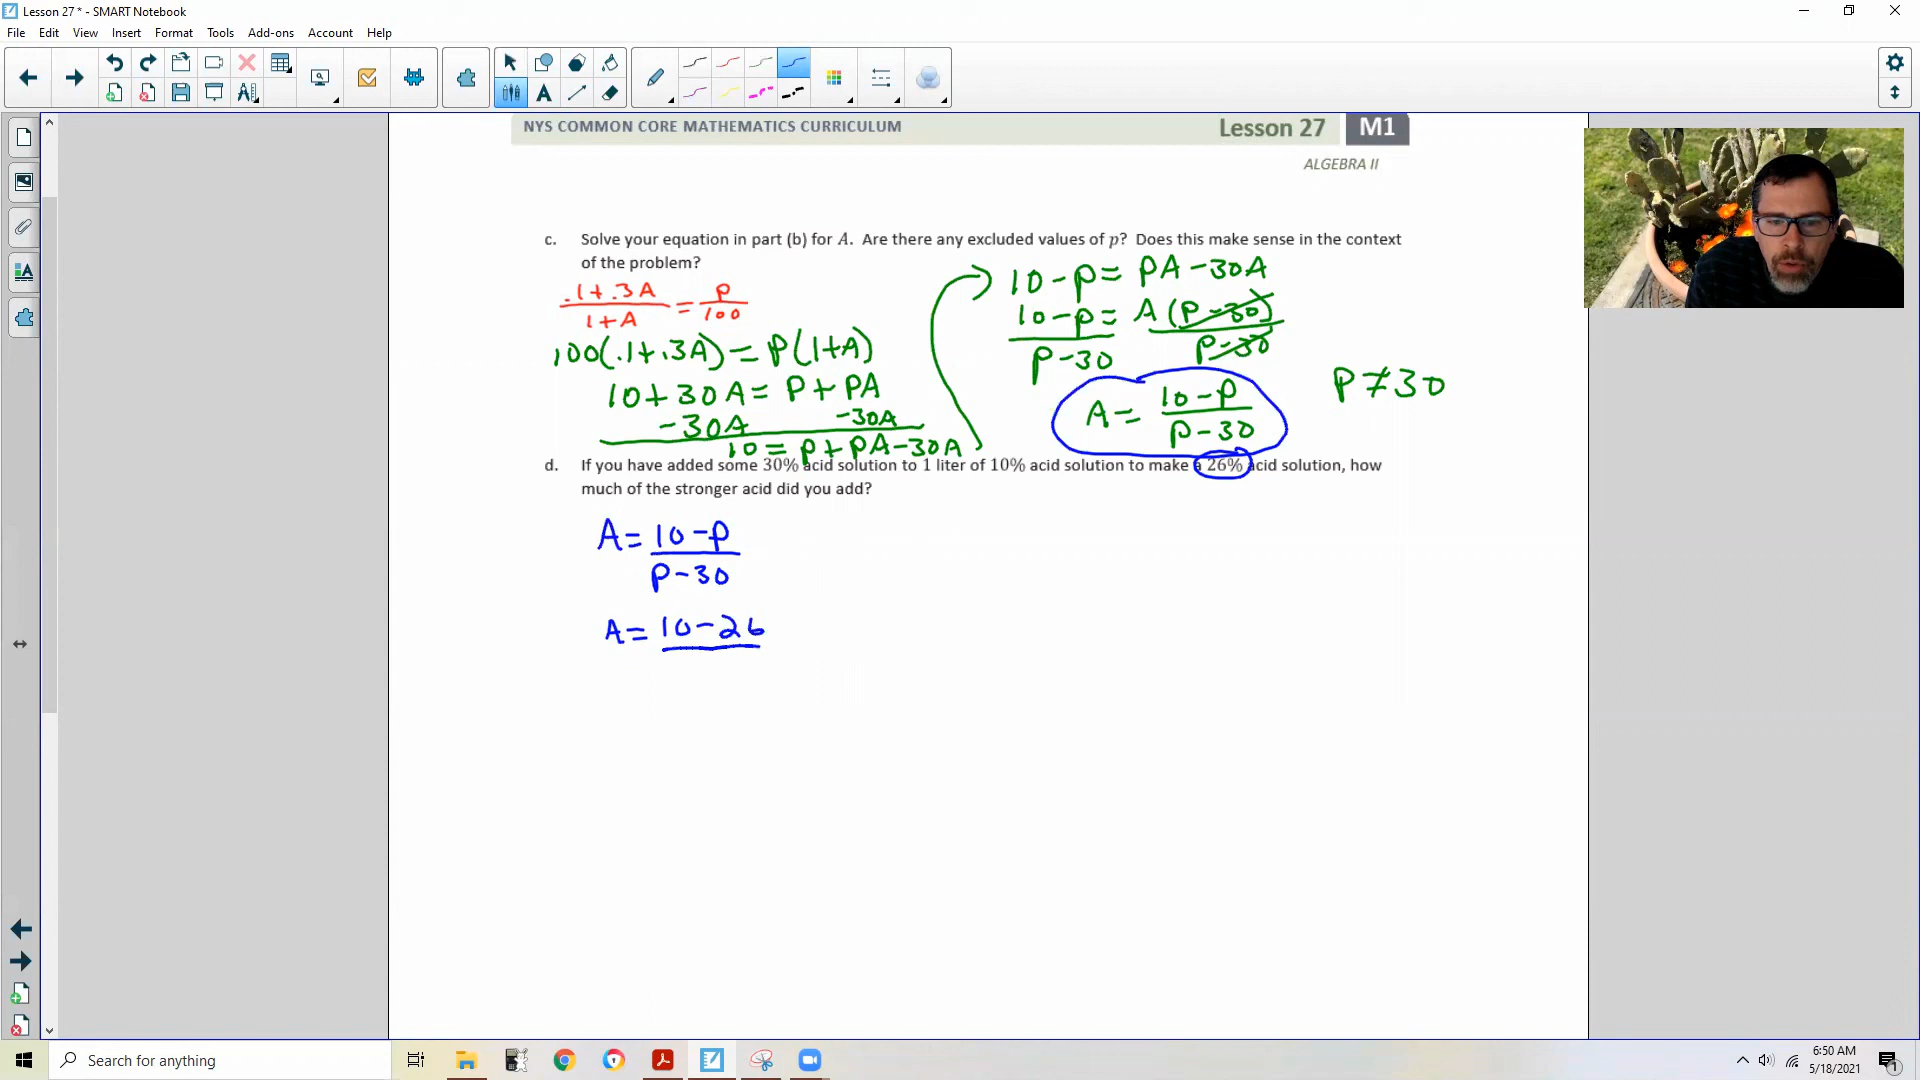 Lesson 27 * - SMART Notebook
File Edit View Insert Format Tools Add-ons Account Help
NYS COMMON CORE MATHEMATICS CURRICULUM Lesson 27 M1
ALGEBRA II
c. Solve your equation in part (b) for A. Are there any excluded values of p? Does this make sense in the context
of the problem?
.1+.3A / 1+A = P / 100
100(.1+.3A) = P(1+A)
10+30A = P+PA
-30A -30A
10 = P+PA-30A
10-P = PA-30A
10-P / P-30 = A(P-30) / P-30
A = 10-P / P-30
P≠30
d. If you have added some 30% acid solution to 1 liter of 10% acid solution to make a 26% acid solution, how
much of the stronger acid did you add?
A = 10-P / P-30
A = 10-26
Search for anything
6:50 AM
5/18/2021
1